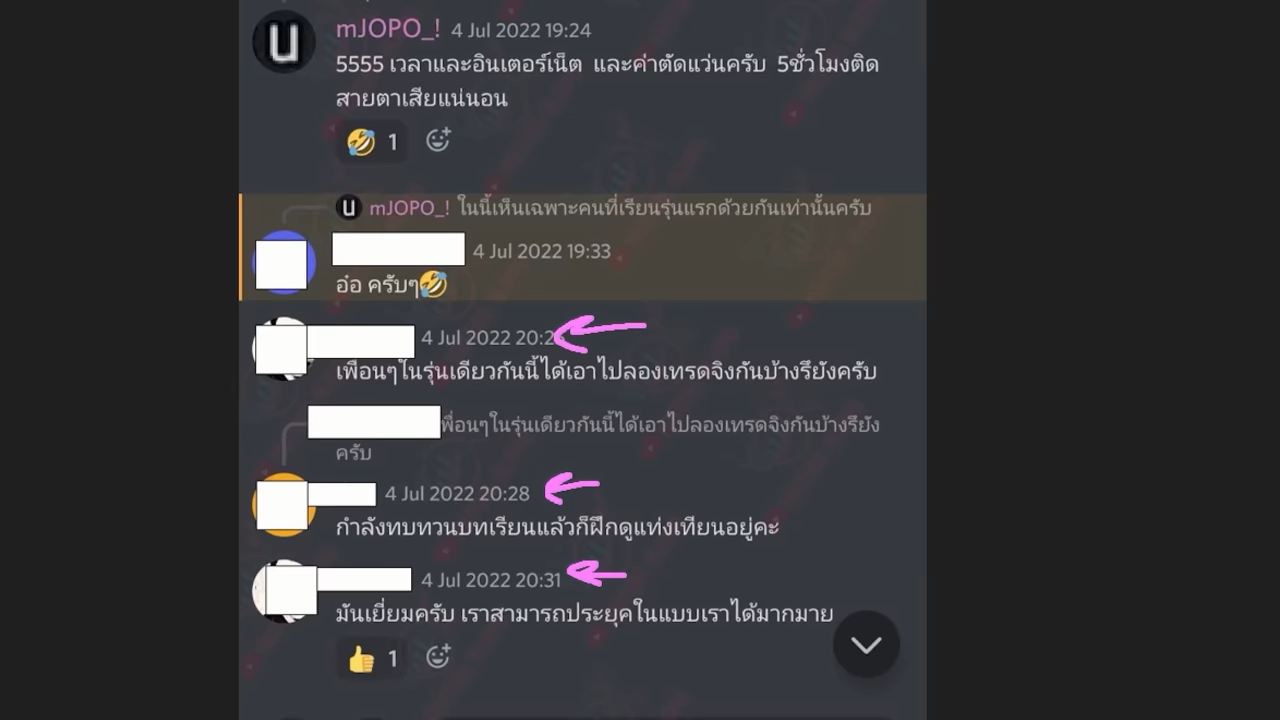 mJOPO_! 4 Jul 2022 19:24
5555 เวลาและอินเตอร์เน็ต และค่าตัดแว่นครับ 5ชั่วโมงติด
สายตาเสียแน่นอน
🤣 1
U mJOPO_! ในนี้เห็นเฉพาะคนที่เรียนรุ่นแรกด้วยกันเท่านั้นครับ
4 Jul 2022 19:33
อ๋อ ครับๆ🤣
4 Jul 2022
เพื่อนๆในรุ่นเดียวกันนี้ได้เอาไปลองเทรดจิงกันบ้างรึยังครับ
พื่อนๆในรุ่นเดียวกันนี้ได้เอาไปลองเทรดจิงกันบ้างรึยัง
ครับ
4 Jul 2022 20:28
กำลังทบทวนบทเรียนแล้วก็ฝึกดูแท่งเทียนอยู่คะ
4 Jul 2022 20:31
มันเยี่ยมครับ เราสามารถประยุคในแบบเราได้มากมาย
👍 1